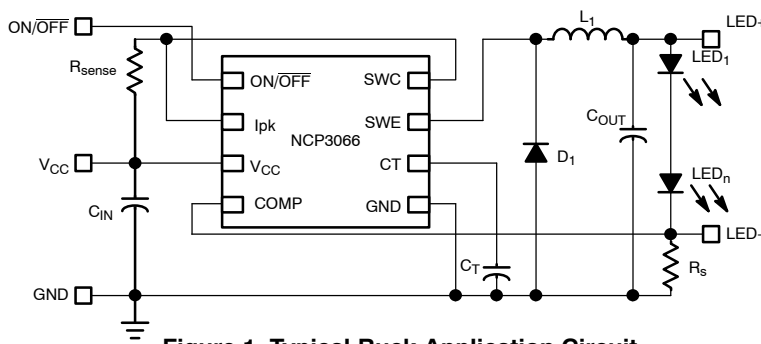 ON/OFF
L1
LED+
Rsense
ON/OFF
SWC
LED1
Ipk
NCP3066
SWE
COUT
VCC
VCC
CT
D1
LEDn
CIN
COMP
GND
LED-
CT
Rs
GND
Figure 1. Typical Buck Application Circuit